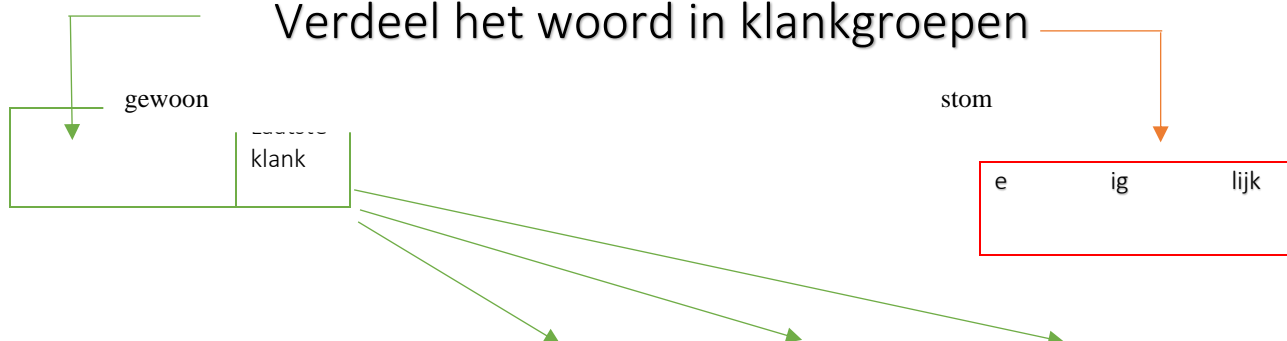 Verdeel het woord in klankgroepen
gewoon
stom
klank
e ig lijk